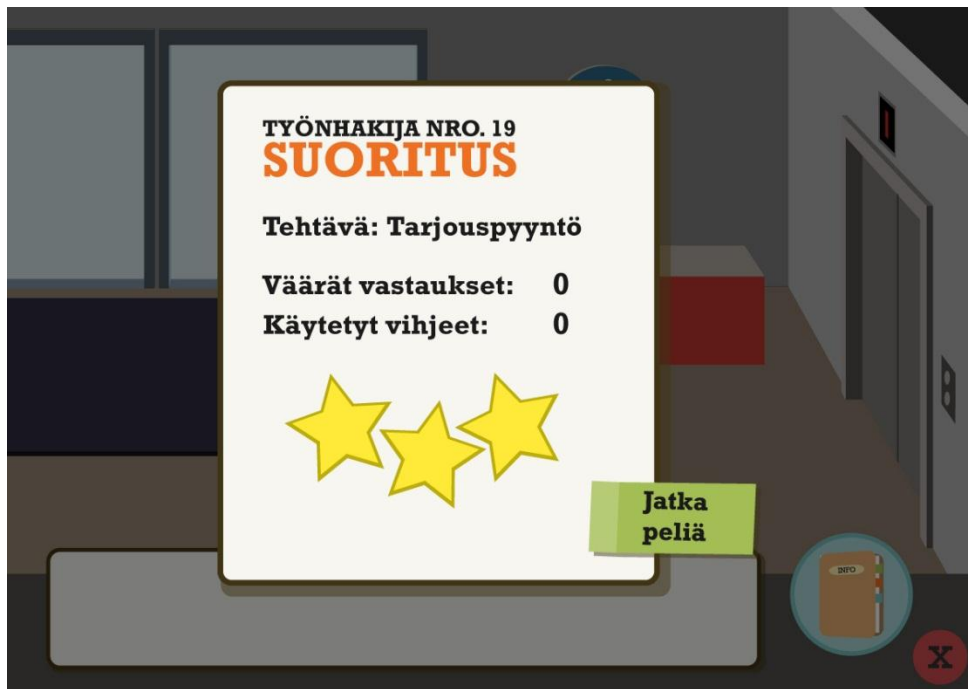 TYÖNHAKIJA NRO. 19
SUORITUS
Tehtävä: Tarjouspyyntö
Väärät vastaukset: 0
Käytetyt vihjeet: 0
Jatka
peliä
INFO
X